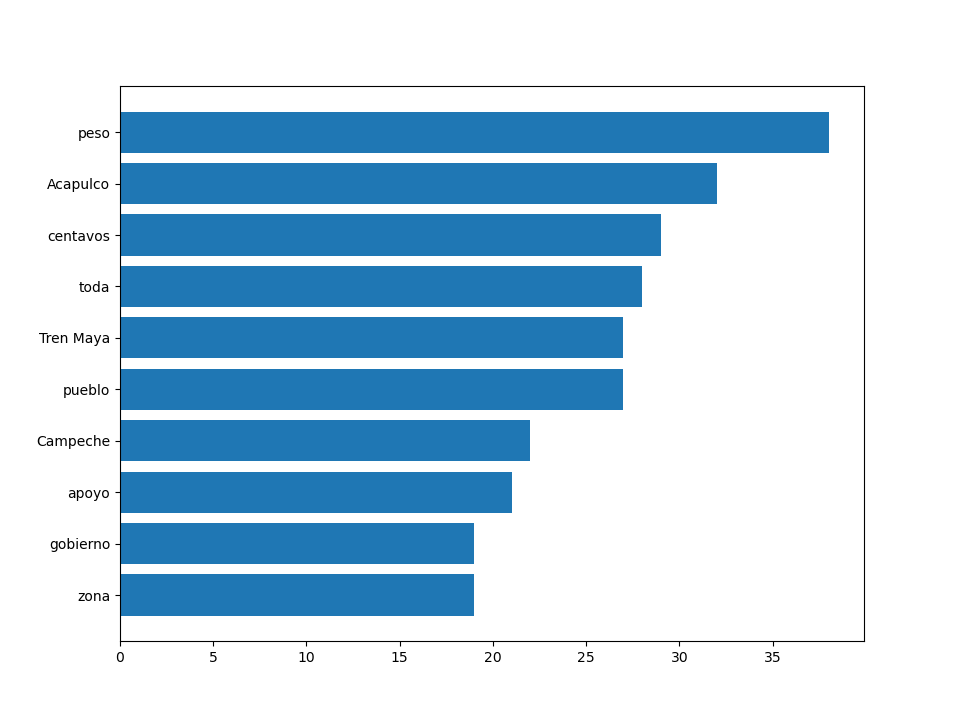 peso
Acapulco
centavos
toda
Tren Maya
pueblo
Campeche
apoyo
gobierno
zona
0 5 10 15 20 25 30 35